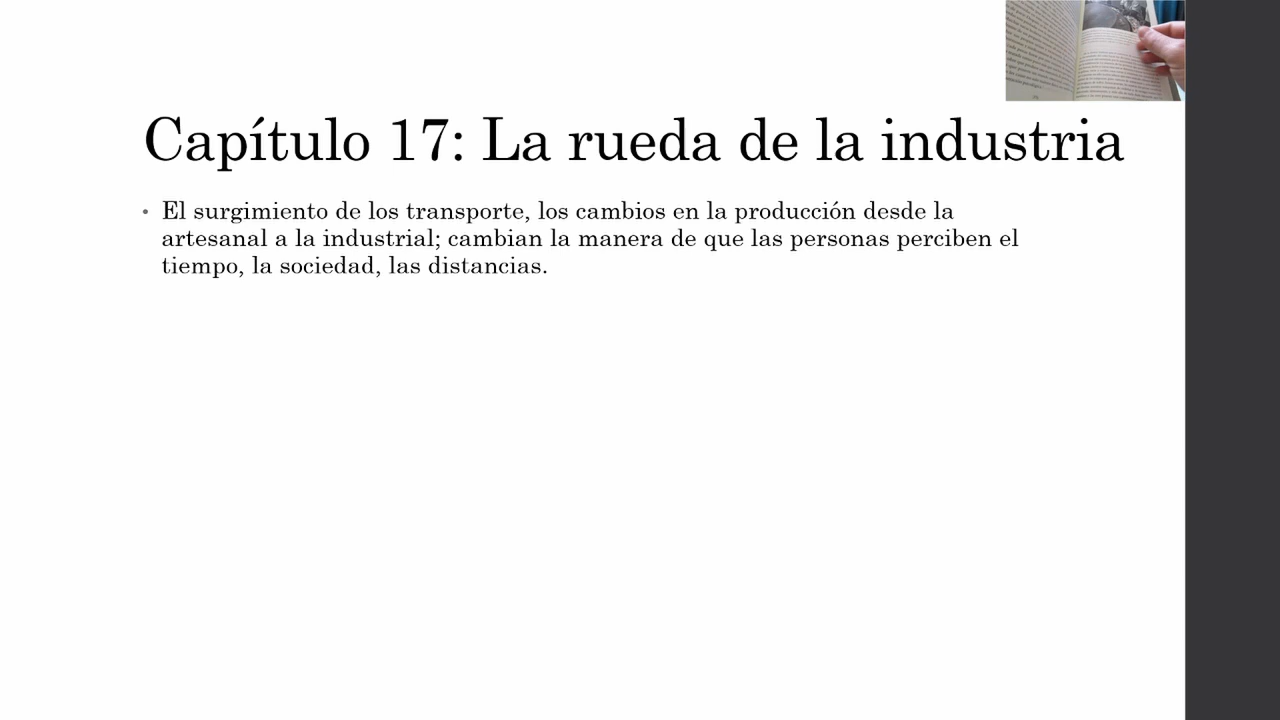 Capítulo 17: La rueda de la industria
• El surgimiento de los transporte, los cambios en la producción desde la
artesanal a la industrial; cambian la manera de que las personas perciben el
tiempo, la sociedad, las distancias.